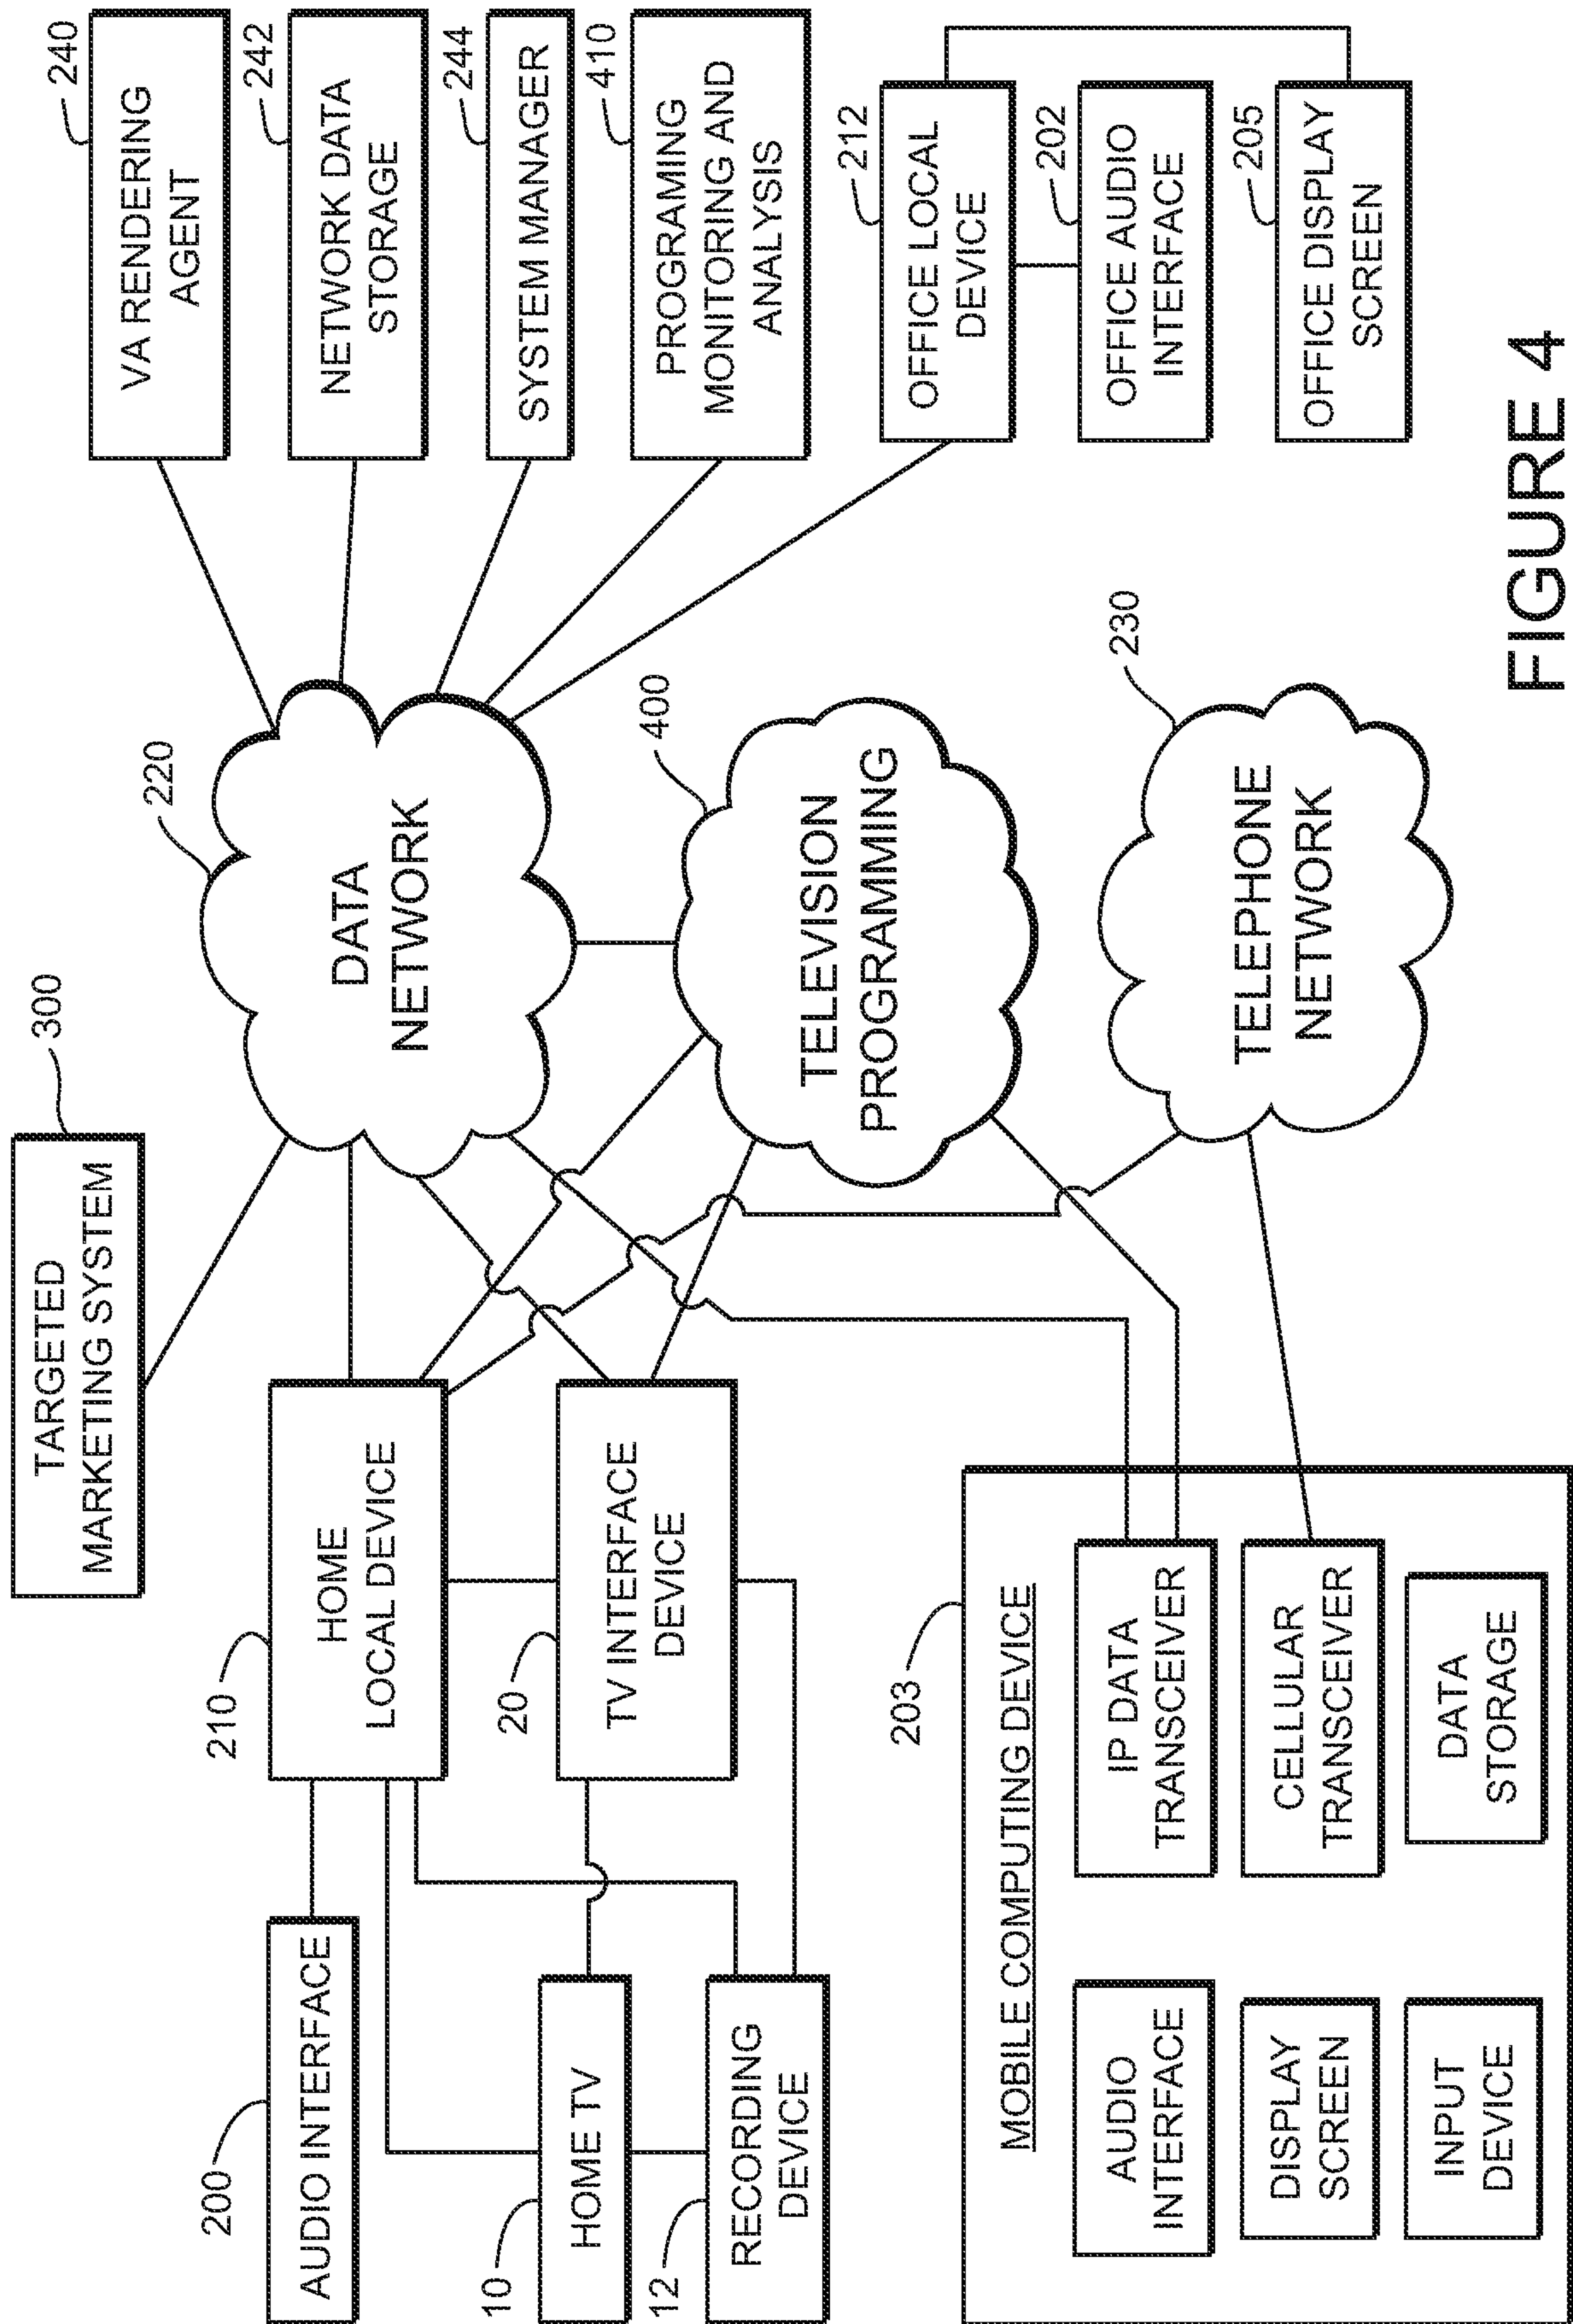 TARGETED
MARKETING SYSTEM
300
200
AUDIO INTERFACE
210
HOME
LOCAL DEVICE
220
DATA
NETWORK
240
VA RENDERING
AGENT
242
NETWORK DATA
STORAGE
244
SYSTEM MANAGER
410
PROGRAMING
MONITORING AND
ANALYSIS
10
HOME TV
20
TV INTERFACE
DEVICE
12
RECORDING
DEVICE
400
TELEVISION
PROGRAMMING
212
OFFICE LOCAL
DEVICE
202
OFFICE AUDIO
INTERFACE
205
OFFICE DISPLAY
SCREEN
203
MOBILE COMPUTING DEVICE
AUDIO
INTERFACE
IP DATA
TRANSCEIVER
DISPLAY
SCREEN
CELLULAR
TRANSCEIVER
INPUT
DEVICE
DATA
STORAGE
230
TELEPHONE
NETWORK
FIGURE 4